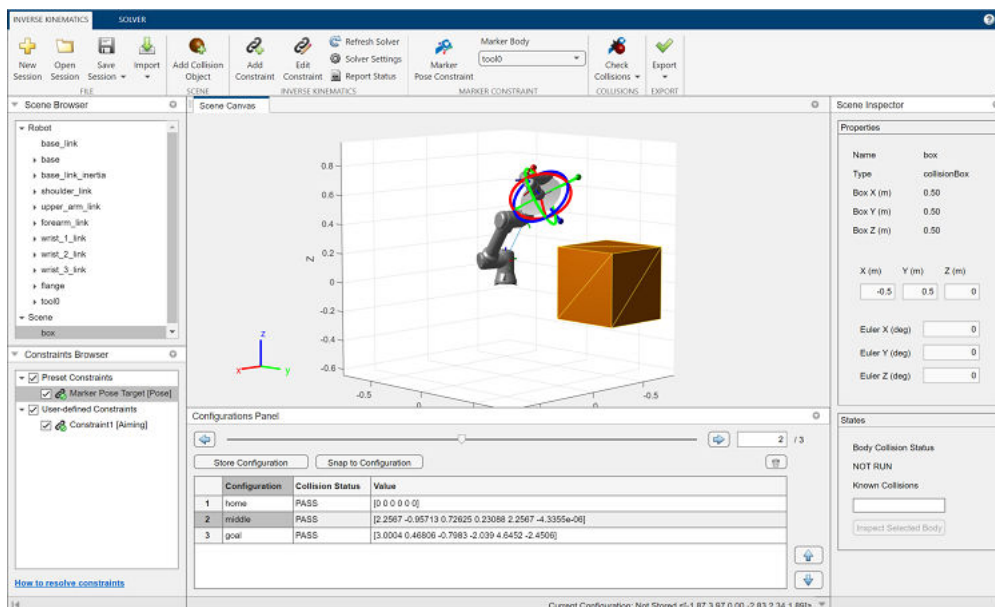 INVERSE KINEMATICS SOLVER
New Session
Open Session
Save Session
Import
FILE
Add Collision Object
SCENE
Add Constraint
Edit Constraint
Refresh Solver
Solver Settings
Report Status
INVERSE KINEMATICS
Marker Pose Constraint
Marker Body
tool0
MARKER CONSTRAINT
Check Collisions
COLLISIONS
Export
EXPORT
Scene Browser
Robot
base_link
base
base_link_inertia
shoulder_link
upper_arm_link
forearm_link
wrist_1_link
wrist_2_link
wrist_3_link
flange
tool0
Scene
box
Constraints Browser
Preset Constraints
Marker Pose Target [Pose]
User-defined Constraints
Constraint1 [Aiming]
How to resolve constraints
Scene Canvas
0.8
0.6
0.4
0.2
0
-0.2
-0.4
-0.6
Z
z
x
y
-0.5
-0.5
0
0
Configurations Panel
2 / 3
Store Configuration
Snap to Configuration
Configuration Collision Status Value
1 home PASS [0 0 0 0 0 0]
2 middle PASS [2.2567 -0.95713 0.72625 0.23088 2.2567 -4.3355e-06]
3 goal PASS [3.0004 0.46806 -0.7983 -2.039 4.6452 -2.4506]
Scene Inspector
Properties
Name box
Type collisionBox
Box X (m) 0.50
Box Y (m) 0.50
Box Z (m) 0.50
X (m) Y (m) Z (m)
-0.5 0.5 0
Euler X (deg) 0
Euler Y (deg) 0
Euler Z (deg) 0
States
Body Collision Status
NOT RUN
Known Collisions
Inspect Selected Body
Current Configuration: Not Stored